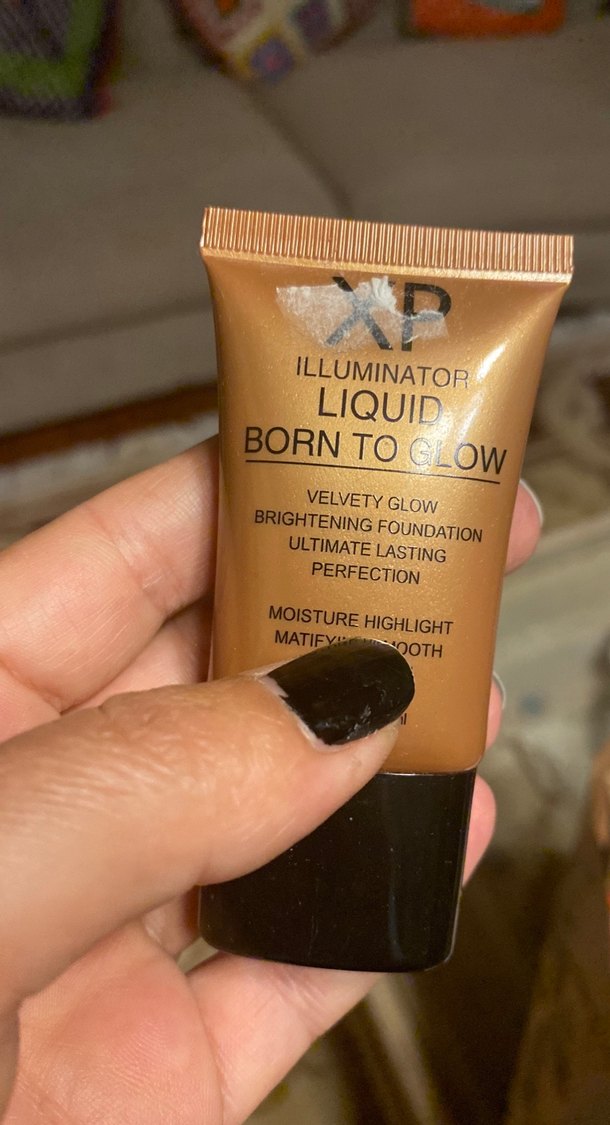 XP
ILLUMINATOR
LIQUID
BORN TO GLOW
VELVETY GLOW
BRIGHTENING FOUNDATION
ULTIMATE LASTING
PERFECTION
MOISTURE HIGHLIGHT